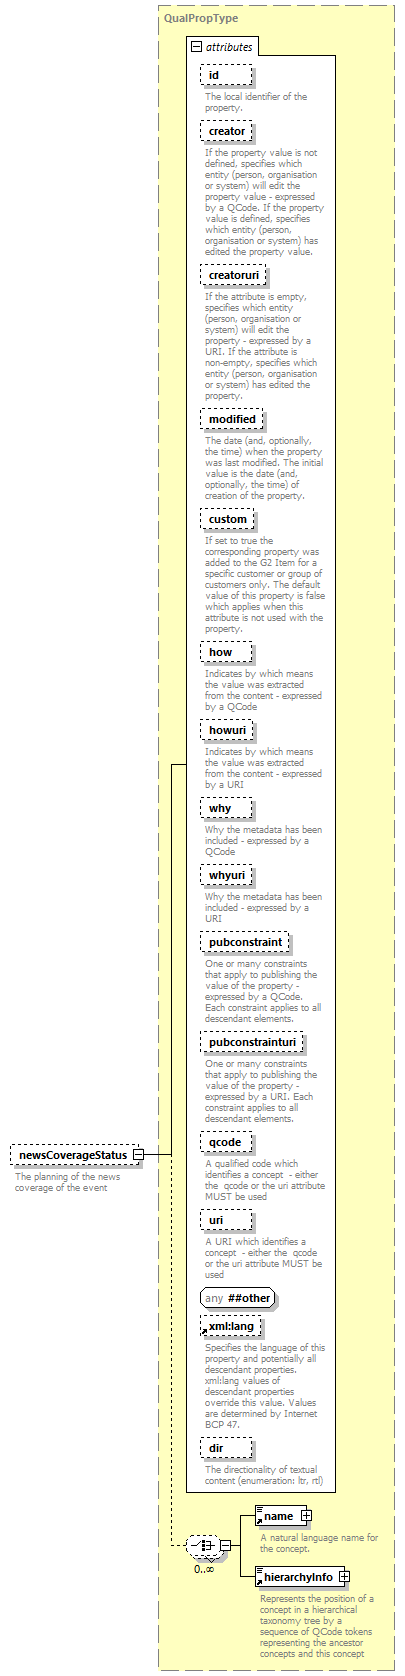 QualPropType
attributes
id
The local identifier of the
property.
creator
If the property value is not
defined, specifies which
entity (person, organisation
or system) will edit the
property value - expressed
by a QCode. If the property
value is defined, specifies
which entity (person,
organisation or system) has
edited the property value.
creatoruri
If the attribute is empty,
specifies which entity
(person, organisation or
system) will edit the
property - expressed by a
URI. If the attribute is
non-empty, specifies which
entity (person, organisation
or system) has edited the
property.
modified
The date (and, optionally,
the time) when the property
was last modified. The initial
value is the date (and,
optionally, the time) of
creation of the property.
custom
If set to true the
corresponding property was
added to the G2 Item for a
specific customer or group of
customers only. The default
value of this property is false
which applies when this
attribute is not used with the
property.
how
Indicates by which means
the value was extracted
from the content - expressed
by a QCode
howuri
Indicates by which means
the value was extracted
from the content - expressed
by a URI
why
Why the metadata has been
included - expressed by a
QCode
whyuri
Why the metadata has been
included - expressed by a
URI
pubconstraint
One or many constraints
that apply to publishing the
value of the property -
expressed by a QCode.
Each constraint applies to all
descendant elements.
pubconstrainturi
One or many constraints
that apply to publishing the
value of the property -
expressed by a URI. Each
constraint applies to all
descendant elements.
newsCoverageStatus
The planning of the news
coverage of the event
qcode
A qualified code which
identifies a concept - either
the qcode or the uri attribute
MUST be used
uri
A URI which identifies a
concept - either the qcode
or the uri attribute MUST be
used
any ##other
xml:lang
Specifies the language of this
property and potentially all
descendant properties.
xml:lang values of
descendant properties
override this value. Values
are determined by Internet
BCP 47.
dir
The directionality of textual
content (enumeration: ltr, rtl)
0..∞
name
A natural language name for
the concept.
hierarchyInfo
Represents the position of a
concept in a hierarchical
taxonomy tree by a
sequence of QCode tokens
representing the ancestor
concepts and this concept